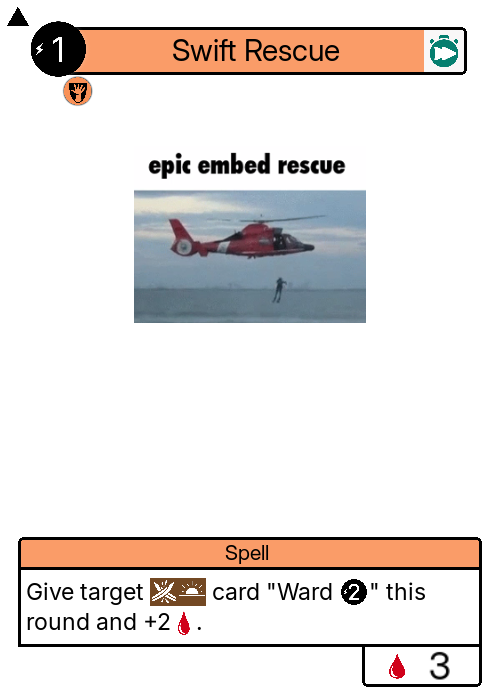 1
Swift Rescue
epic embed rescue
Spell
Give target card "Ward 2" this
round and +2 .
3